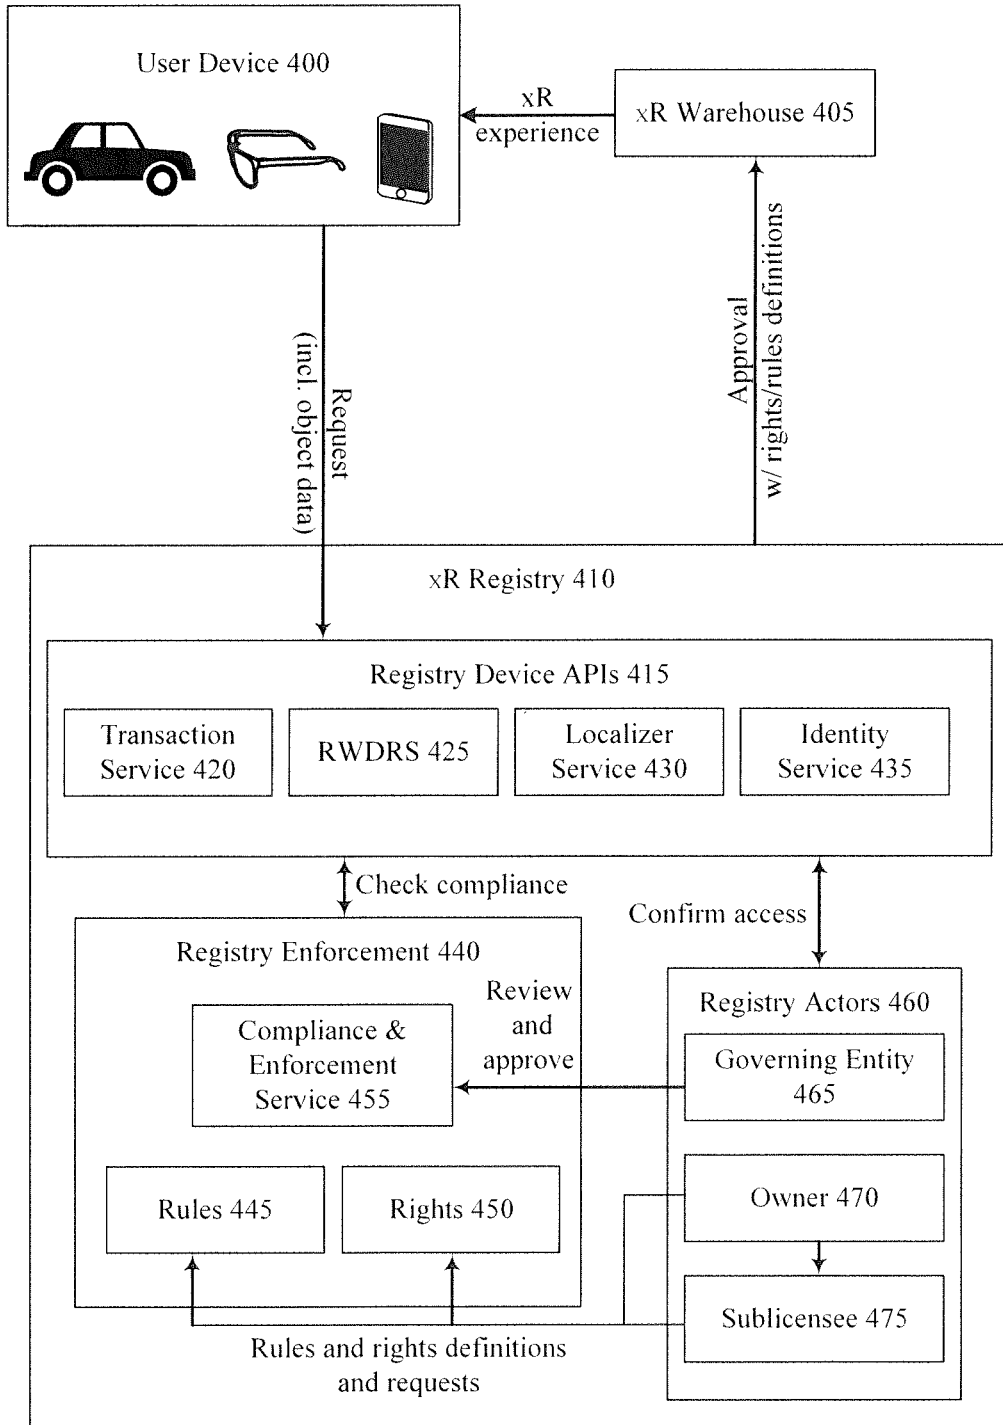 User Device 400
xR
experience
xR Warehouse 405
Request
(incl. object data)
Approval
w/ rights/rules definitions
xR Registry 410
Registry Device APIs 415
Transaction
Service 420
RWDRS 425
Localizer
Service 430
Identity
Service 435
Check compliance
Confirm access
Registry Enforcement 440
Compliance &
Enforcement
Service 455
Review
and
approve
Registry Actors 460
Governing Entity
465
Rules 445
Rights 450
Owner 470
Sublicensee 475
Rules and rights definitions
and requests